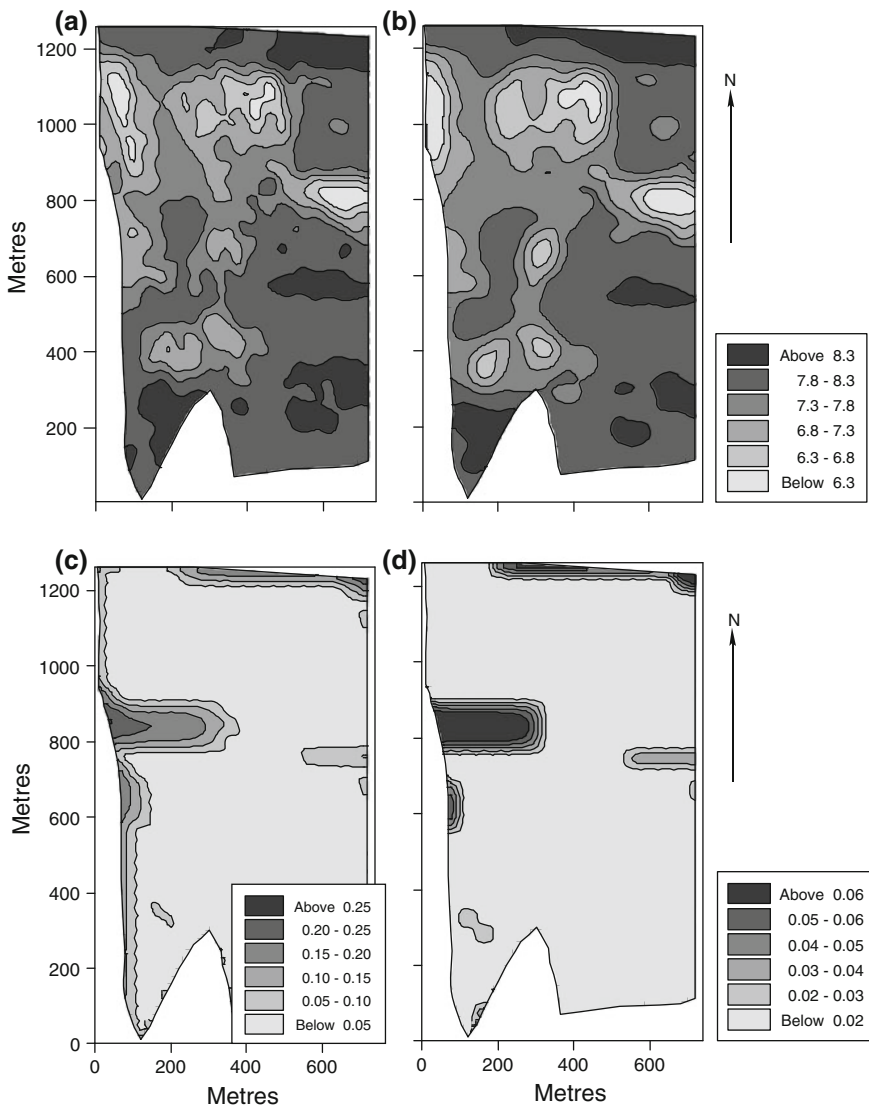 (a)
(b)
1200
1000
800
600
400
200
Metres
N
Above 8.3
7.8 - 8.3
7.3 - 7.8
6.8 - 7.3
6.3 - 6.8
Below 6.3
(c)
(d)
1200
1000
800
600
400
200
0
Metres
N
Above 0.25
0.20 - 0.25
0.15 - 0.20
0.10 - 0.15
0.05 - 0.10
Below 0.05
Above 0.06
0.05 - 0.06
0.04 - 0.05
0.03 - 0.04
0.02 - 0.03
Below 0.02
0 200 400 600
0 200 400 600
Metres
Metres